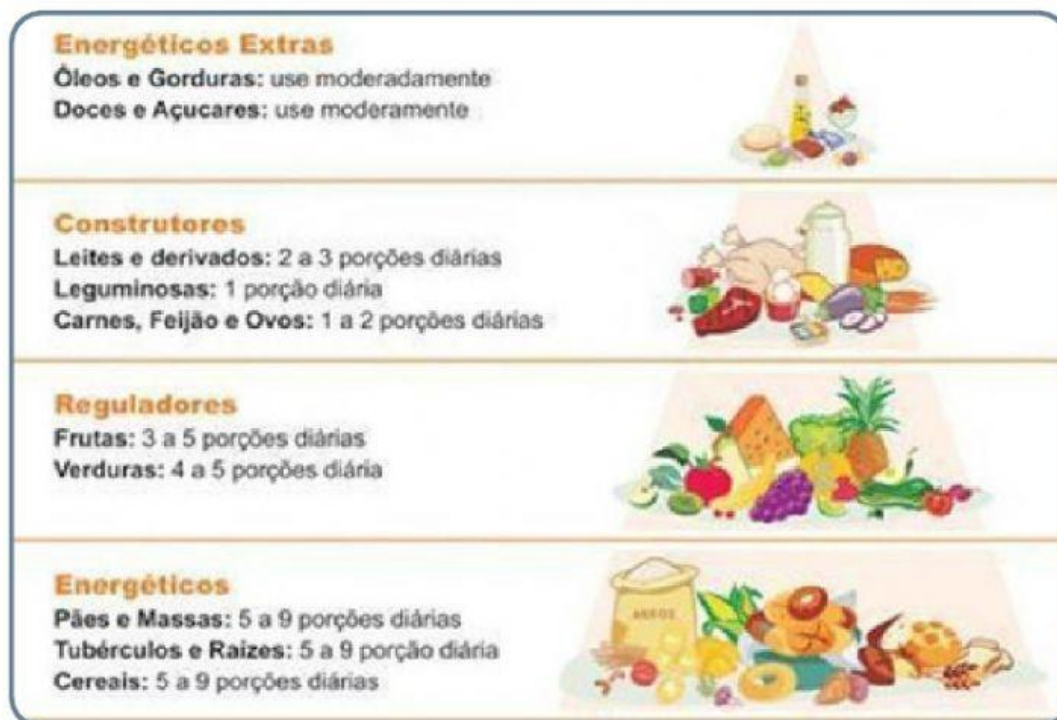 Energéticos Extras
Óleos e Gorduras: use moderadamente
Doces e Açucares: use moderamente
Construtores
Leites e derivados: 2 a 3 porções diárias
Leguminosas: 1 porção diária
Carnes, Feijão e Ovos: 1 a 2 porções diárias
Reguladores
Frutas: 3 a 5 porções diárias
Verduras: 4 a 5 porções diária
Energéticos
Pães e Massas: 5 a 9 porções diárias
Tubérculos e Raízes: 5 a 9 porção diária
Cereais: 5 a 9 porções diárias
ARROZ